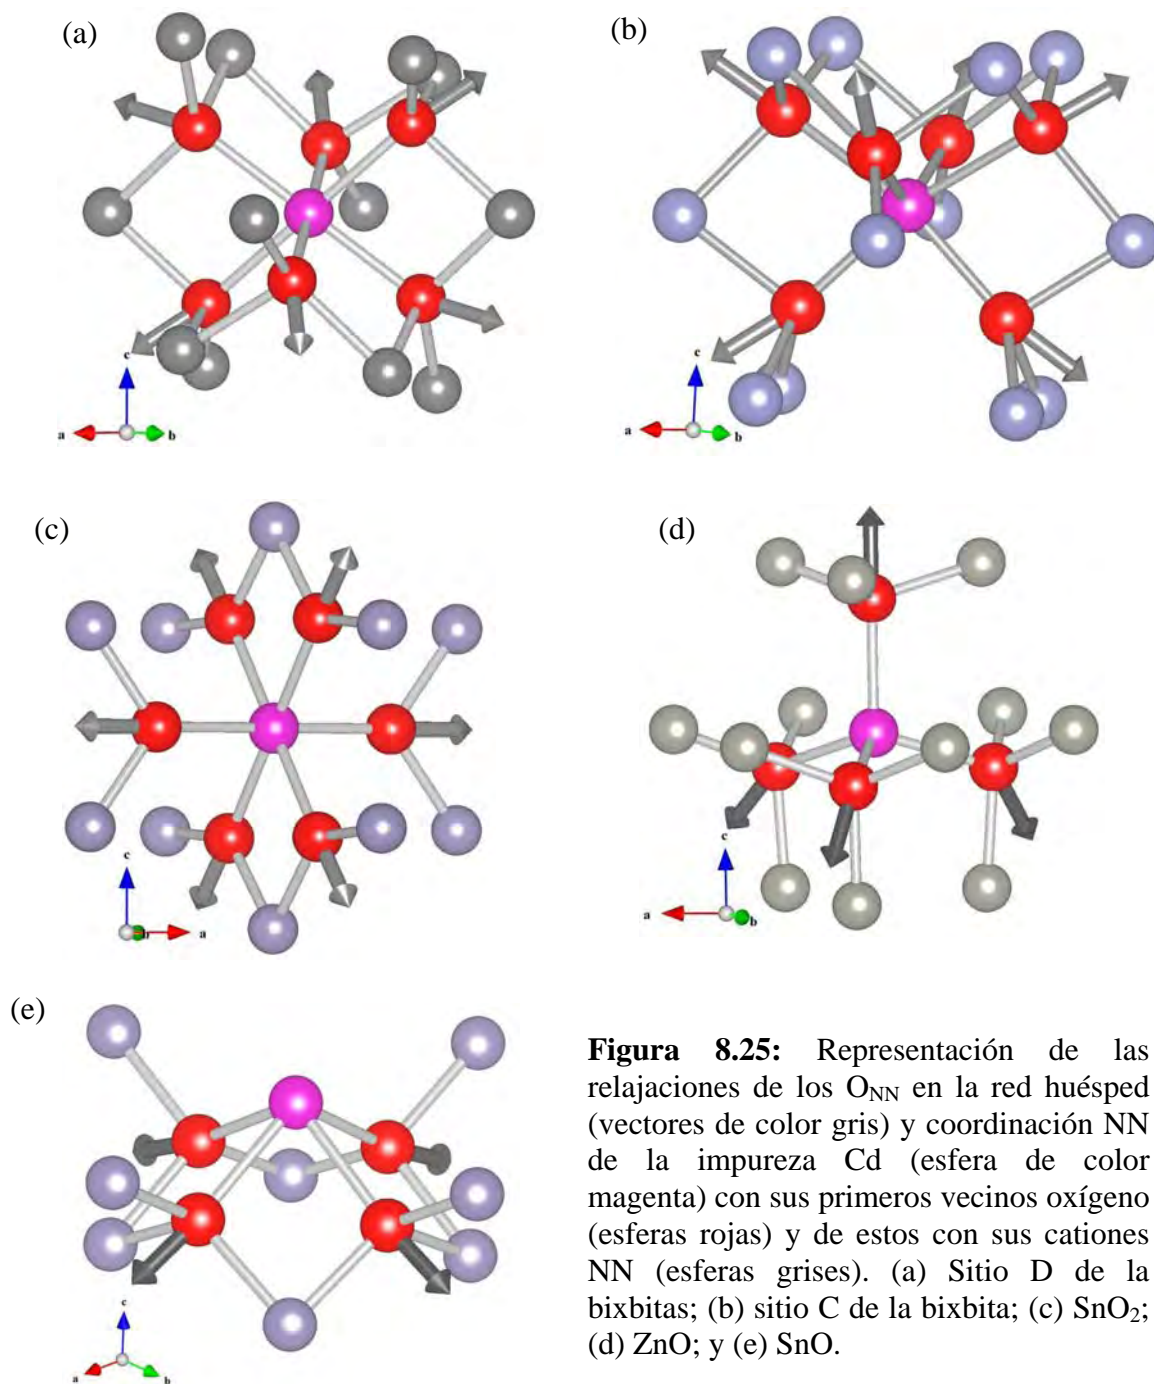 (a)
(b)
c
a
b
c
a
b
(c)
(d)
c
b
a
c
a
b
(e)
c
a
b
Figura 8.25: Representación de las
relajaciones de los O_NN en la red huésped
(vectores de color gris) y coordinación NN
de la impureza Cd (esfera de color
magenta) con sus primeros vecinos oxígeno
(esferas rojas) y de estos con sus cationes
NN (esferas grises). (a) Sitio D de la
bixbitas; (b) sitio C de la bixbita; (c) SnO₂;
(d) ZnO; y (e) SnO.